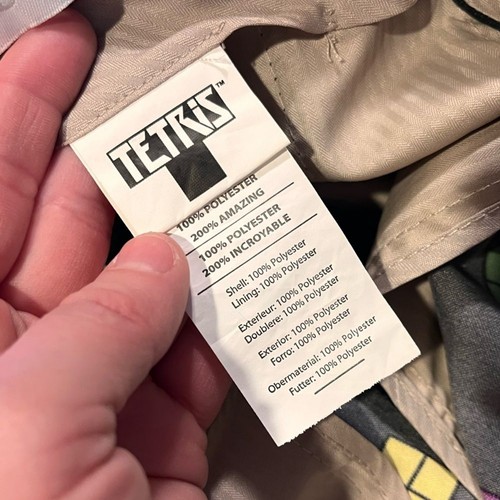 TETRIS™
100% POLYESTER
200% AMAZING
100% POLYESTER
200% INCROYABLE
Shell: 100% Polyester
Lining: 100% Polyester
Exterieur: 100% Polyester
Doubiere: 100% Polyester
Exterior: 100% Polyester
Forro: 100% Polyester
Obermaterial: 100% Polyester
Futter: 100% Polyester